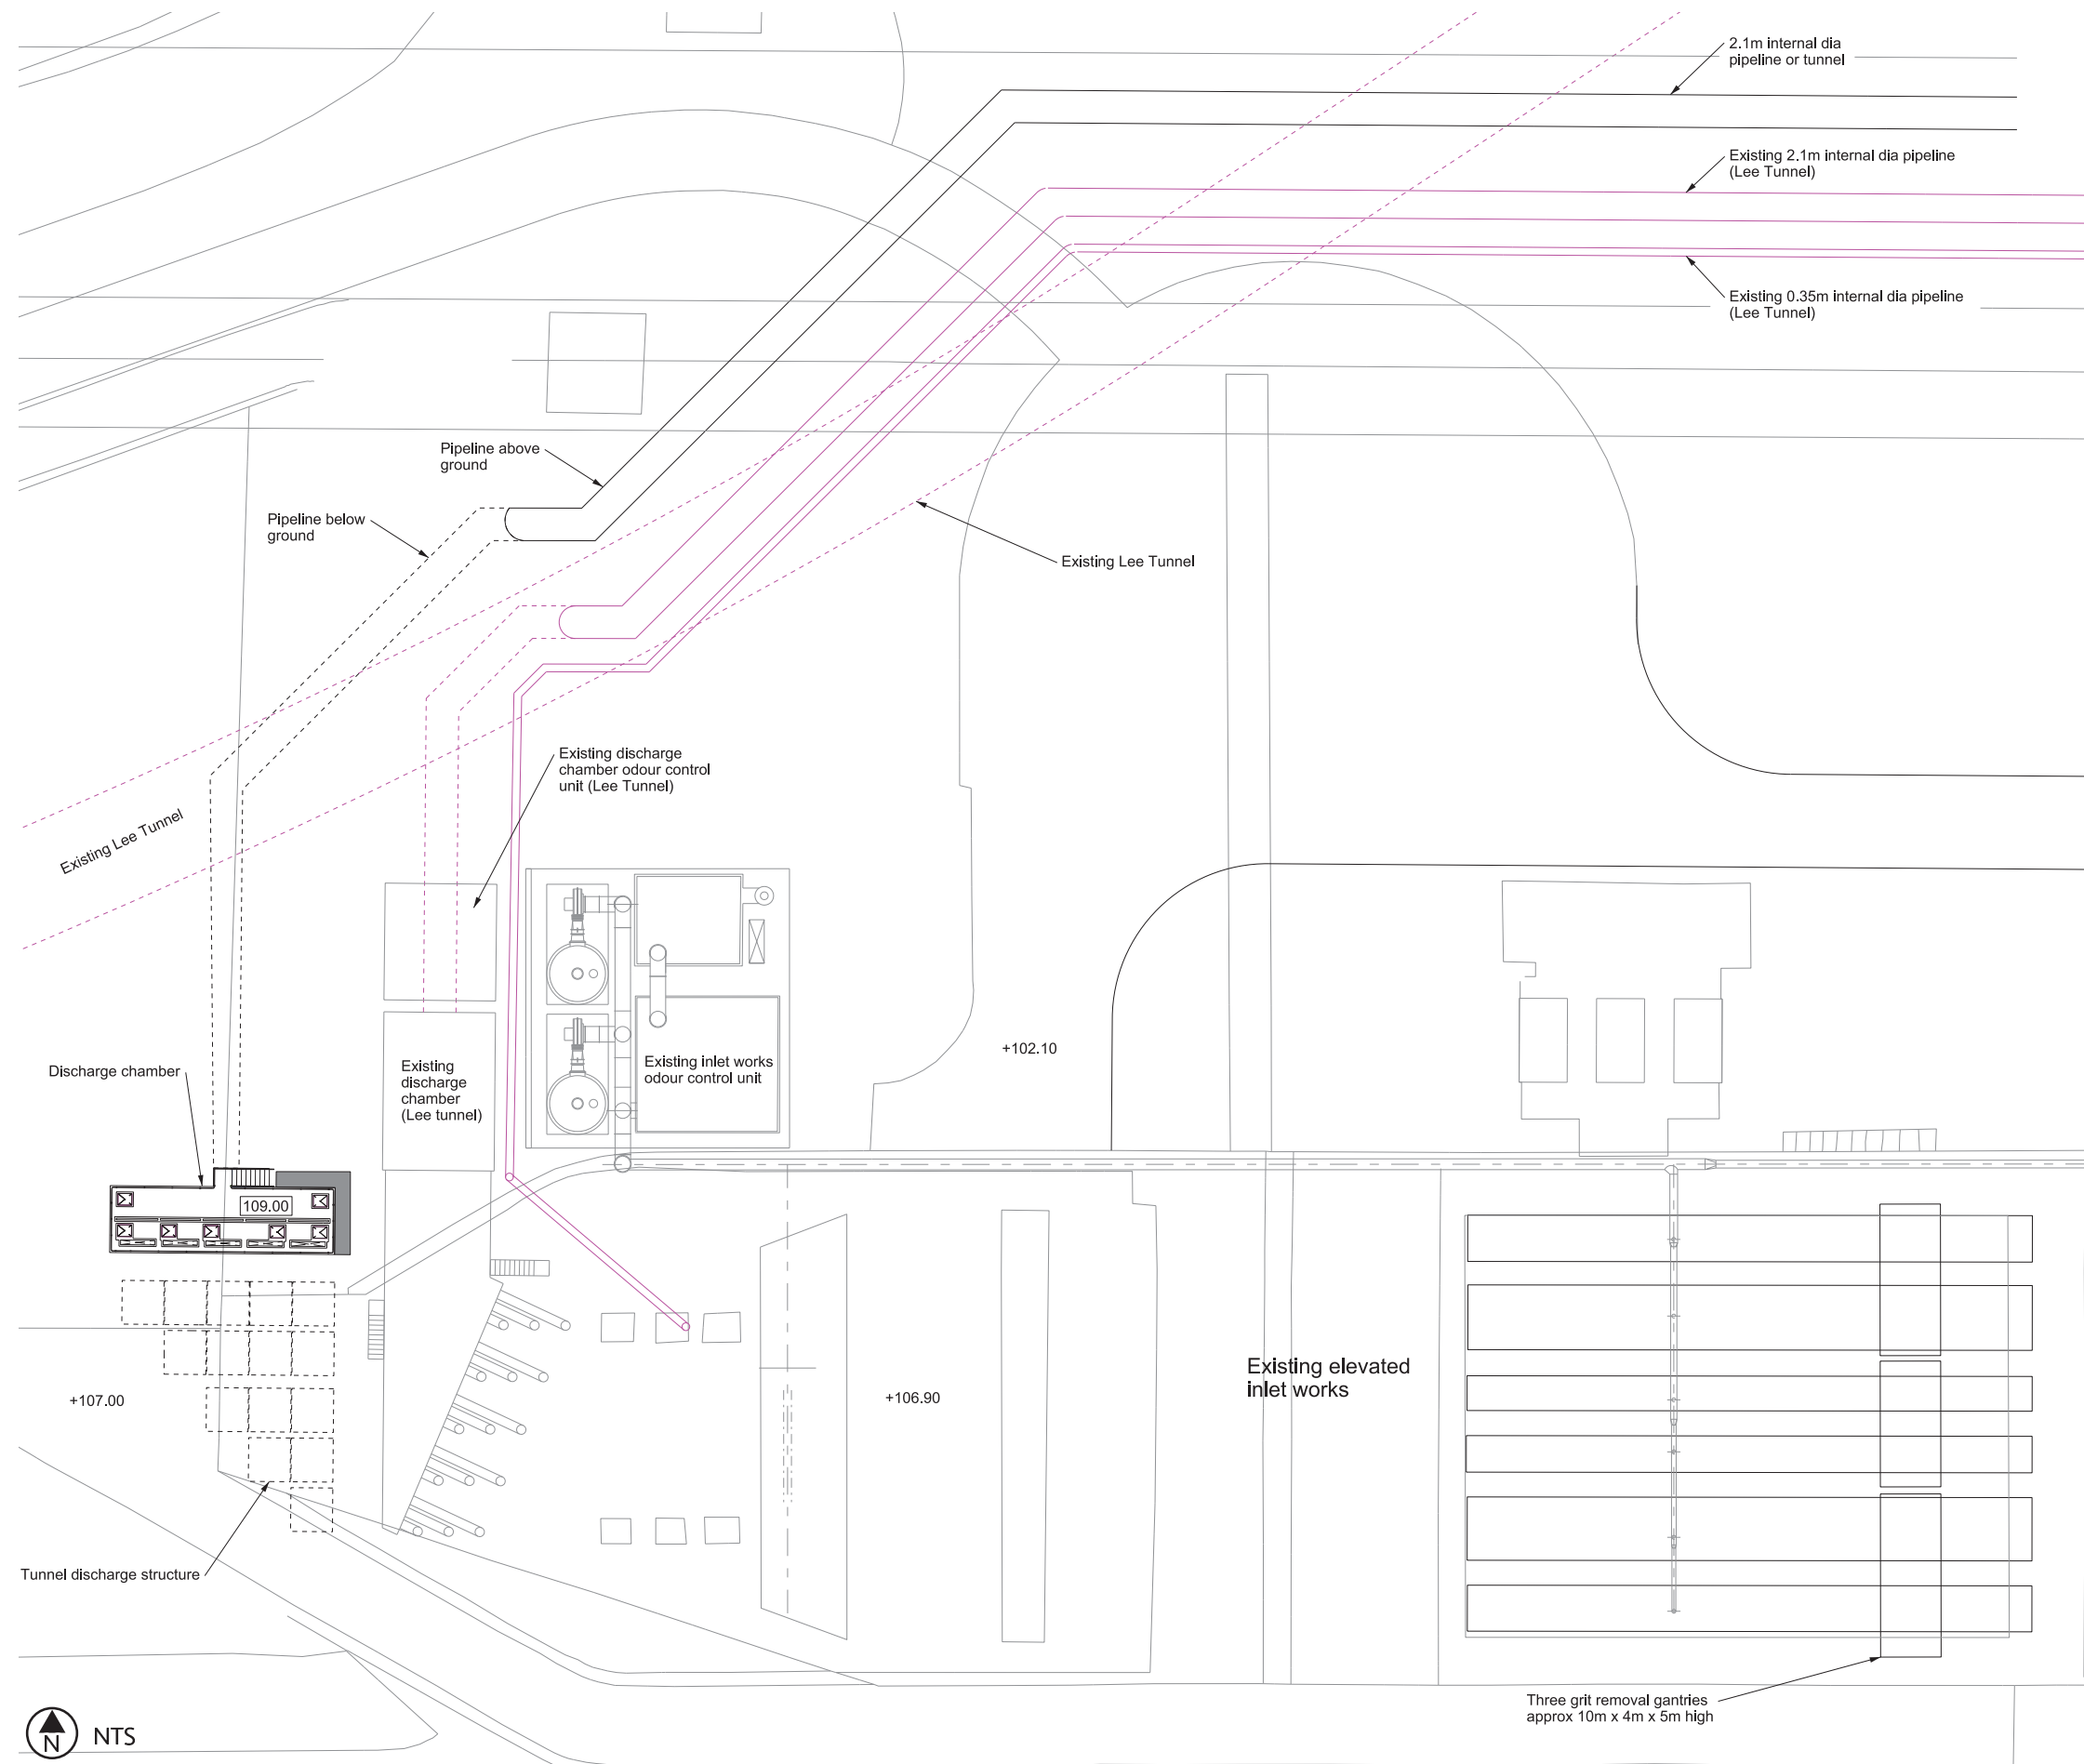 2.1m internal dia
pipeline or tunnel
Existing 2.1m internal dia pipeline
(Lee Tunnel)
Existing 0.35m internal dia pipeline
(Lee Tunnel)
Pipeline above
ground
Pipeline below
ground
Existing Lee Tunnel
Existing discharge
chamber odour control
unit (Lee Tunnel)
Existing Lee Tunnel
Discharge chamber
Existing
discharge
chamber
(Lee tunnel)
Existing inlet works
odour control unit
+102.10
109.00
Existing elevated
inlet works
+107.00
+106.90
Tunnel discharge structure
Three grit removal gantries
approx 10m x 4m x 5m high
N
NTS